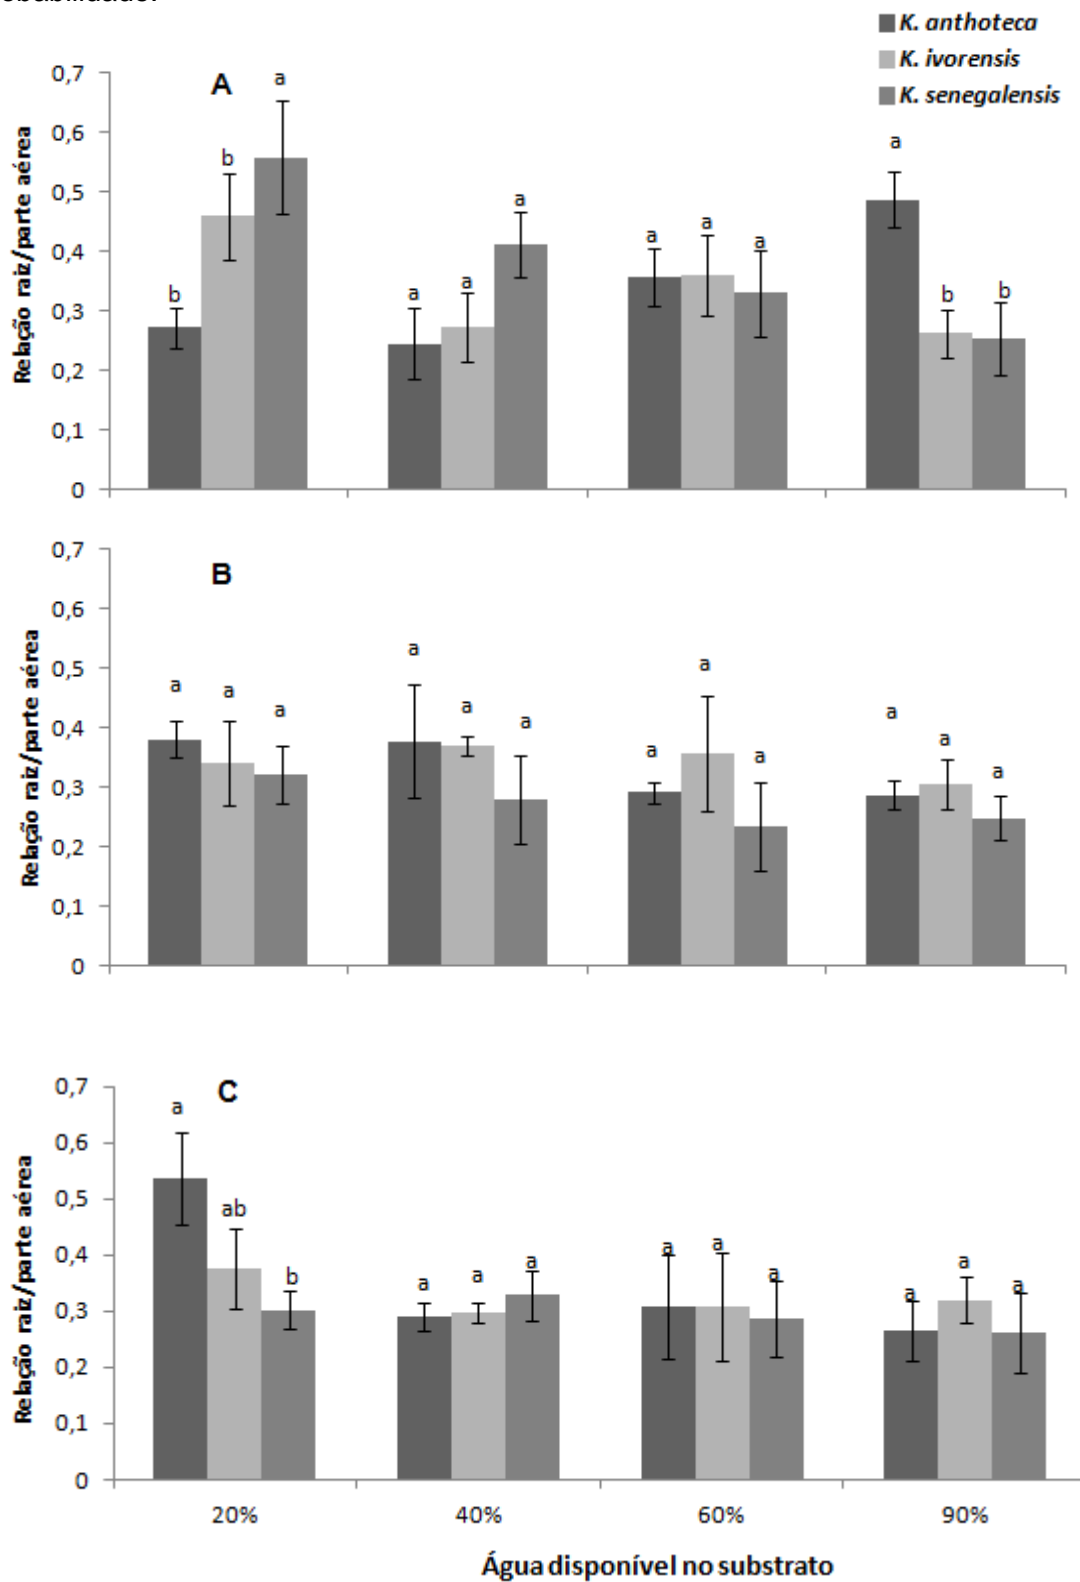 K. anthoteca
K. ivorensis
K. senegalensis
A
Relação raiz/parte aérea
0,7
0,6
0,5
0,4
0,3
0,2
0,1
0
b b a
a a a
a a a
a b b
B
Relação raiz/parte aérea
0,7
0,6
0,5
0,4
0,3
0,2
0,1
0
a a a
a a a
a a a
a a a
C
Relação raiz/parte aérea
0,7
0,6
0,5
0,4
0,3
0,2
0,1
0
a ab b
a a a
a a a
a a a
20% 40% 60% 90%
Água disponível no substrato